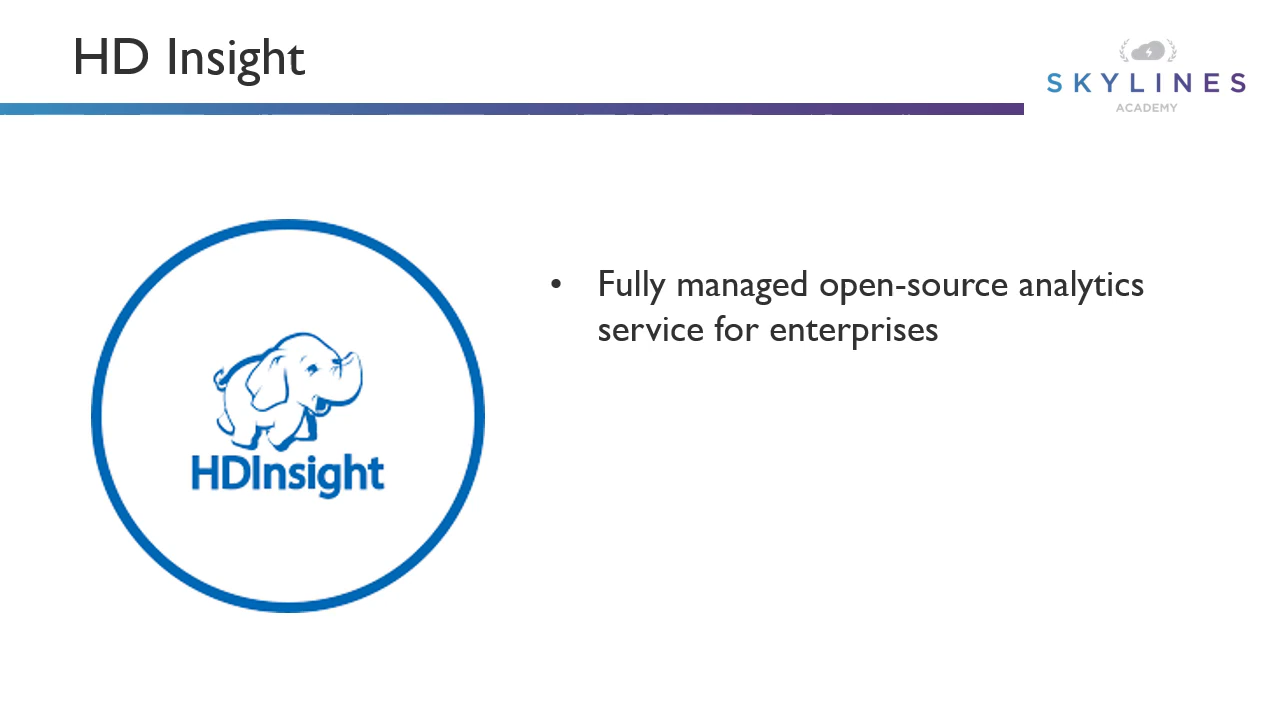 HD Insight
SKYLINES
ACADEMY
• Fully managed open-source analytics
service for enterprises
HDInsight